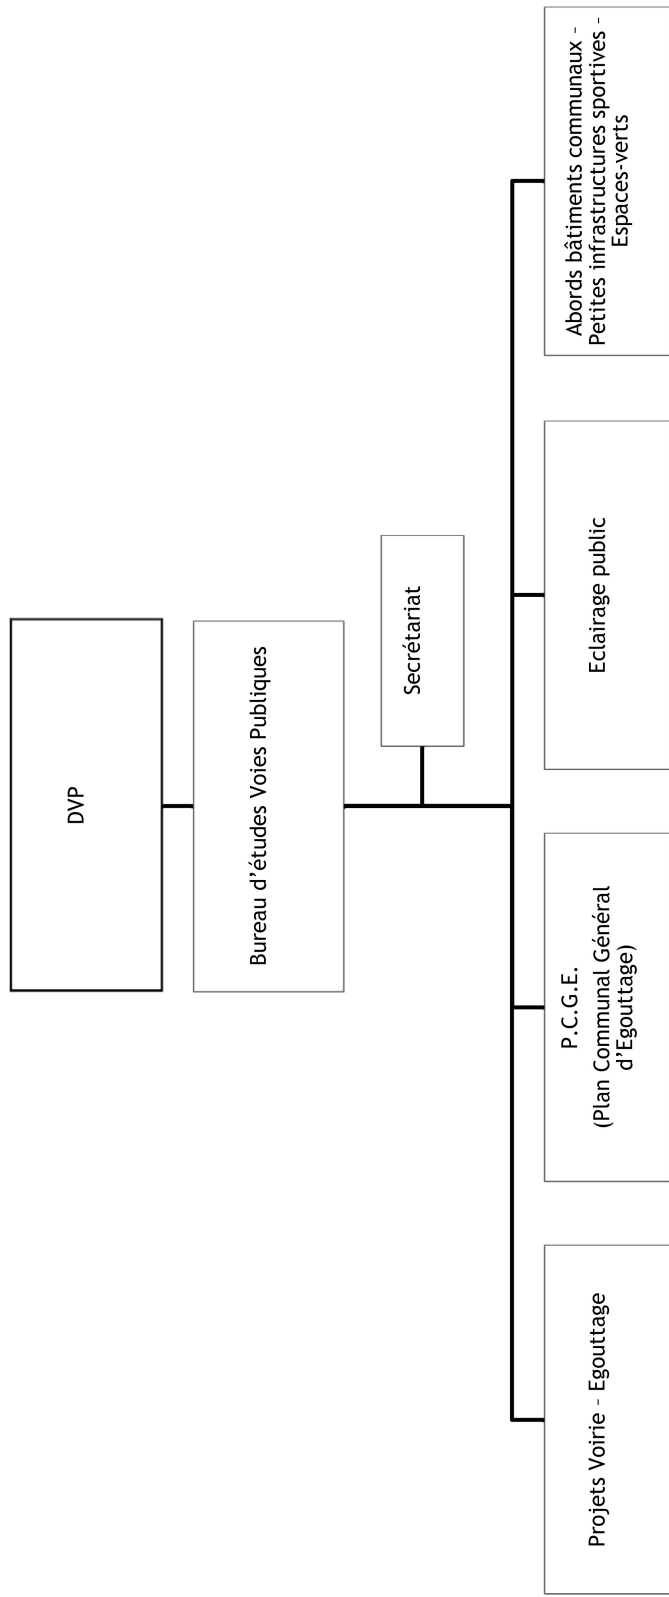 DVP
Bureau d’études Voies Publiques
Secrétariat
Projets Voirie - Egouttage
P.C.G.E.
(Plan Communal Général
d’Egouttage)
Eclairage public
Abords bâtiments communaux -
Petites infrastructures sportives -
Espaces-verts